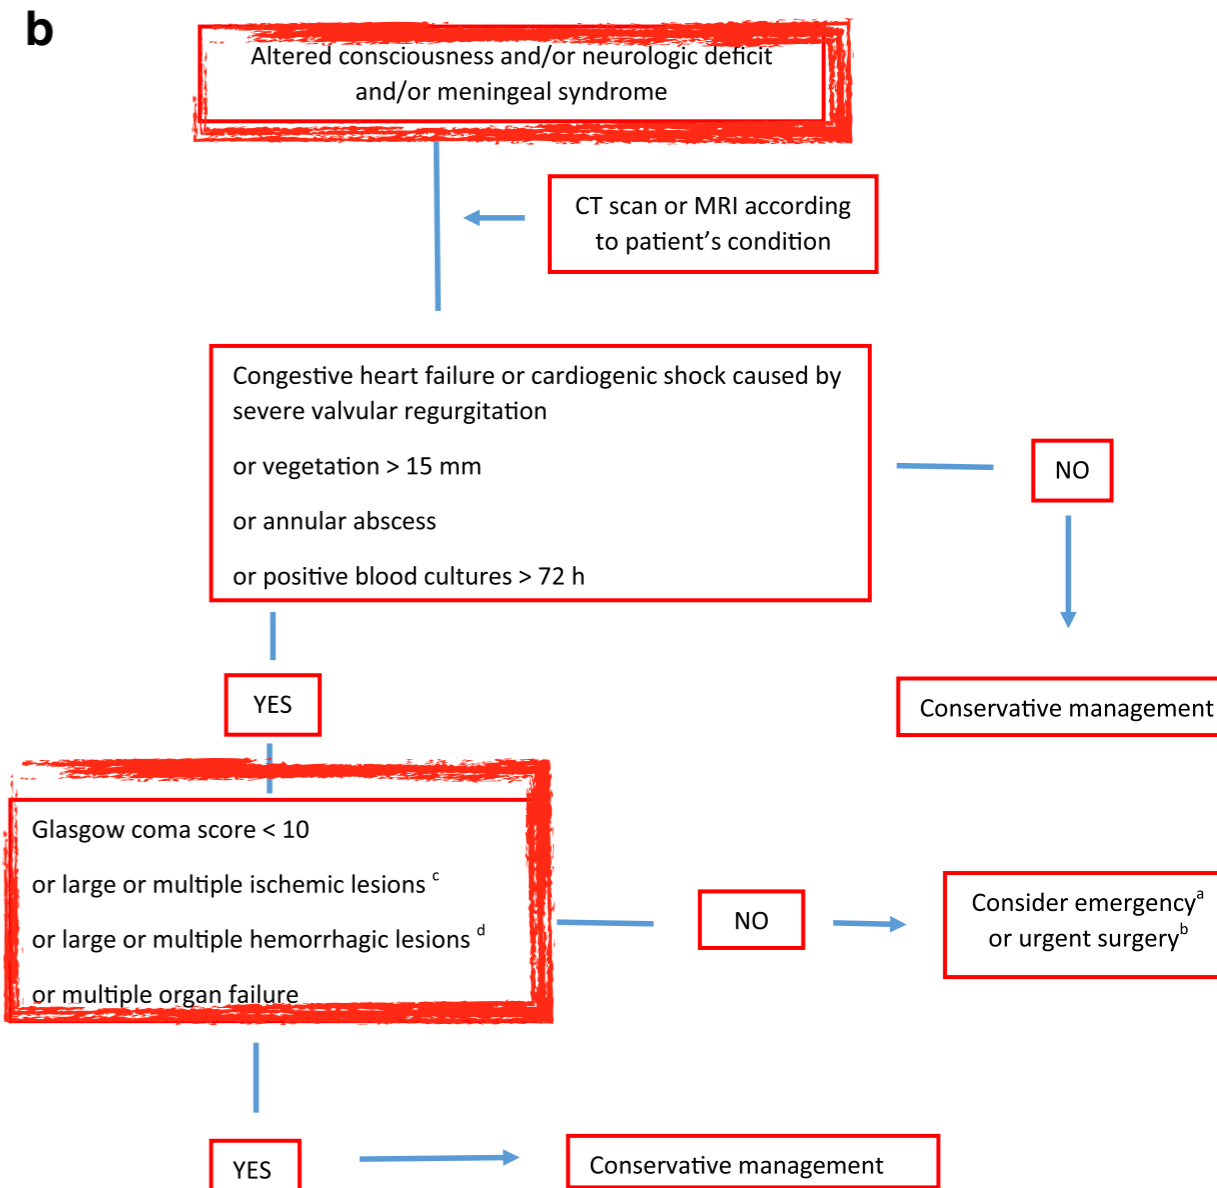 b
Altered consciousness and/or neurologic deficit
and/or meningeal syndrome
CT scan or MRI according
to patient’s condition
Congestive heart failure or cardiogenic shock caused by
severe valvular regurgitation
or vegetation > 15 mm
or annular abscess
or positive blood cultures > 72 h
NO
Conservative management
YES
Glasgow coma score < 10
or large or multiple ischemic lesions c
or large or multiple hemorrhagic lesions d
or multiple organ failure
NO
Consider emergencya
or urgent surgeryb
YES
Conservative management